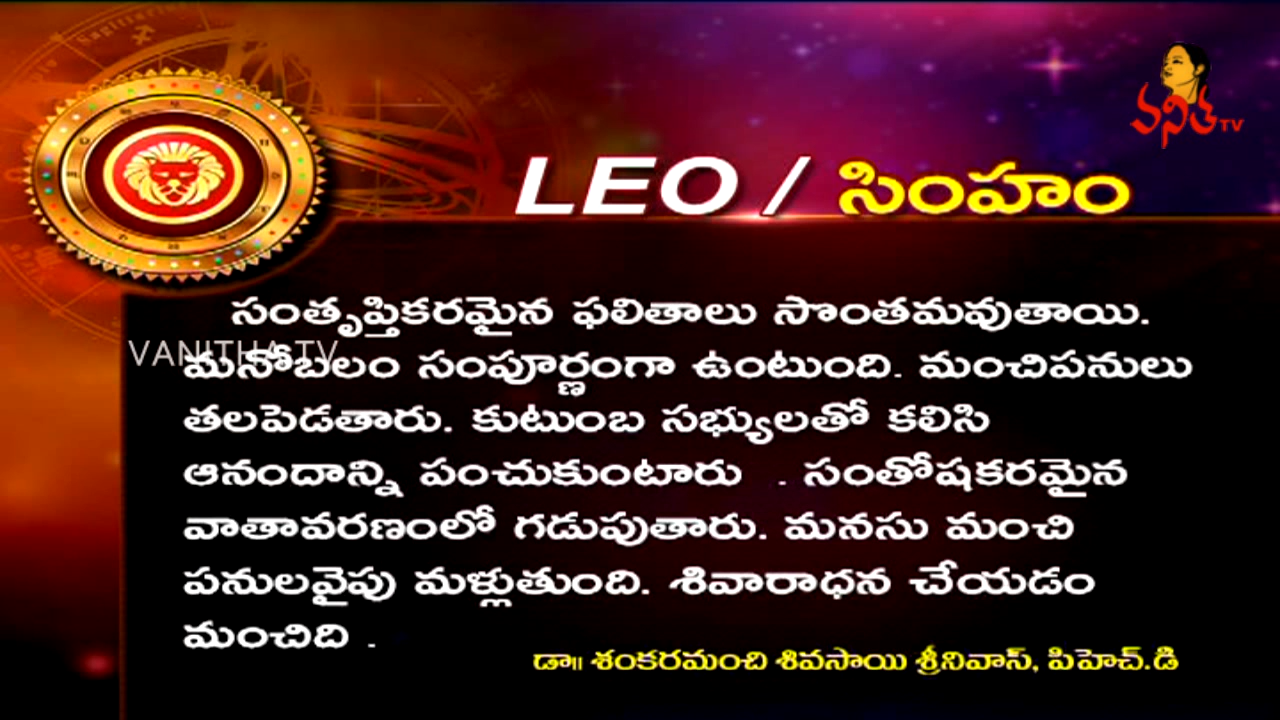 వనిత TV
LEO / సింహం
సంతృప్తికరమైన ఫలితాలు సొంతమవుతాయి.
VANITHA TV
మనోబలం సంపూర్ణంగా ఉంటుంది. మంచిపనులు
తలపెడతారు. కుటుంబ సభ్యులతో కలిసి
ఆనందాన్ని పంచుకుంటారు . సంతోషకరమైన
వాతావరణంలో గడుపుతారు. మనసు మంచి
పనులవైపు మళ్లుతుంది. శివారాధన చేయడం
మంచిది .
డా॥ శంకరమంచి శివసాయి శ్రీనివాస్, పిహెచ్.డి